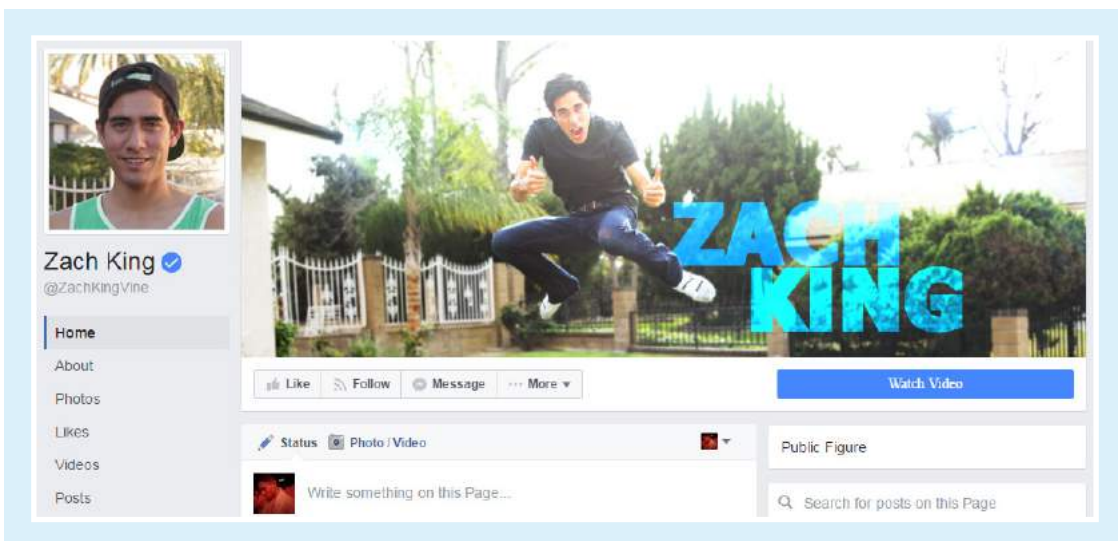 Zach King
@ZachKingVine
Home
About
Photos
Likes
Videos
Posts
ZACH
KING
Like Follow Message ··· More
Watch Video
Status Photo / Video
Write something on this Page...
Public Figure
Search for posts on this Page